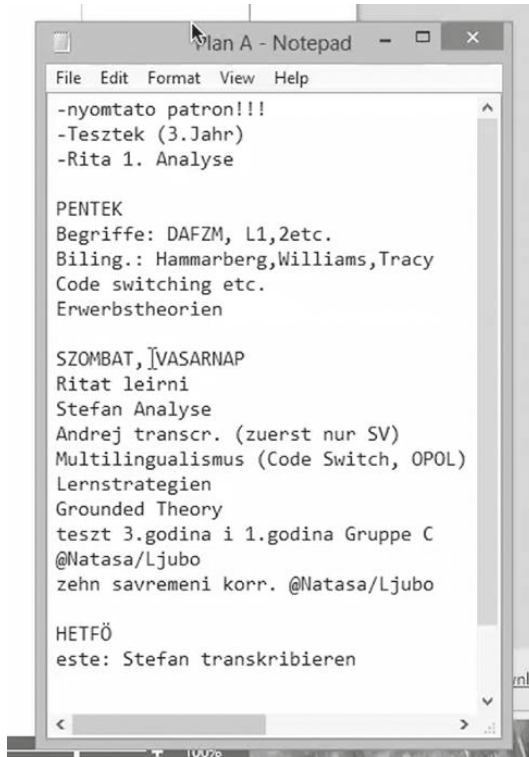 Plan A - Notepad
File Edit Format View Help
-nyomtato patron!!!
-Tesztek (3.Jahr)
-Rita 1. Analyse
PENTEK
Begriffe: DAFZM, L1,2etc.
Biling.: Hammarberg,Williams,Tracy
Code switching etc.
Erwerbstheorien
SZOMBAT, VASARNAP
Ritat leirni
Stefan Analyse
Andrej transcr. (zuerst nur SV)
Multilingualismus (Code Switch, OPOL)
Lernstrategien
Grounded Theory
teszt 3.godina i 1.godina Gruppe C
@Natasa/Ljubo
zehn savremeni korr. @Natasa/Ljubo
HETFÖ
este: Stefan transkribieren
100%